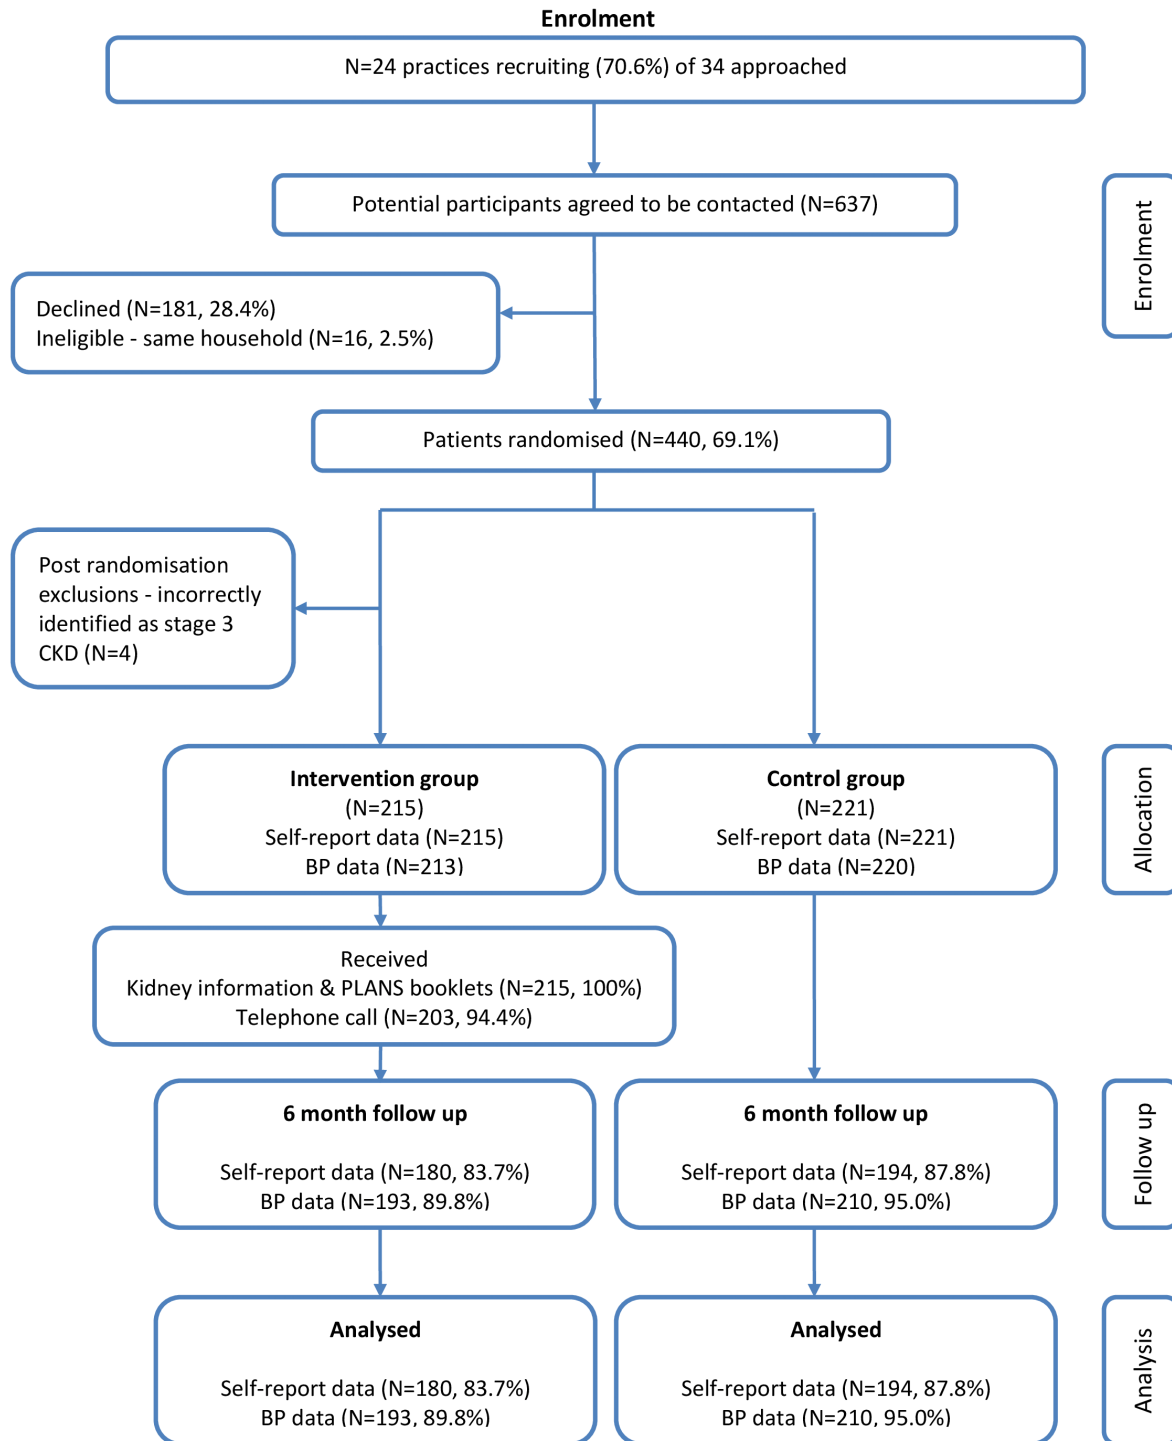 Enrolment
N=24 practices recruiting (70.6%) of 34 approached
Potential participants agreed to be contacted (N=637)
Enrolment
Declined (N=181, 28.4%)
Ineligible - same household (N=16, 2.5%)
Patients randomised (N=440, 69.1%)
Post randomisation
exclusions - incorrectly
identified as stage 3
CKD (N=4)
Intervention group
(N=215)
Self-report data (N=215)
BP data (N=213)
Control group
(N=221)
Self-report data (N=221)
BP data (N=220)
Allocation
Received
Kidney information & PLANS booklets (N=215, 100%)
Telephone call (N=203, 94.4%)
6 month follow up
Self-report data (N=180, 83.7%)
BP data (N=193, 89.8%)
6 month follow up
Self-report data (N=194, 87.8%)
BP data (N=210, 95.0%)
Follow up
Analysed
Self-report data (N=180, 83.7%)
BP data (N=193, 89.8%)
Analysed
Self-report data (N=194, 87.8%)
BP data (N=210, 95.0%)
Analysis